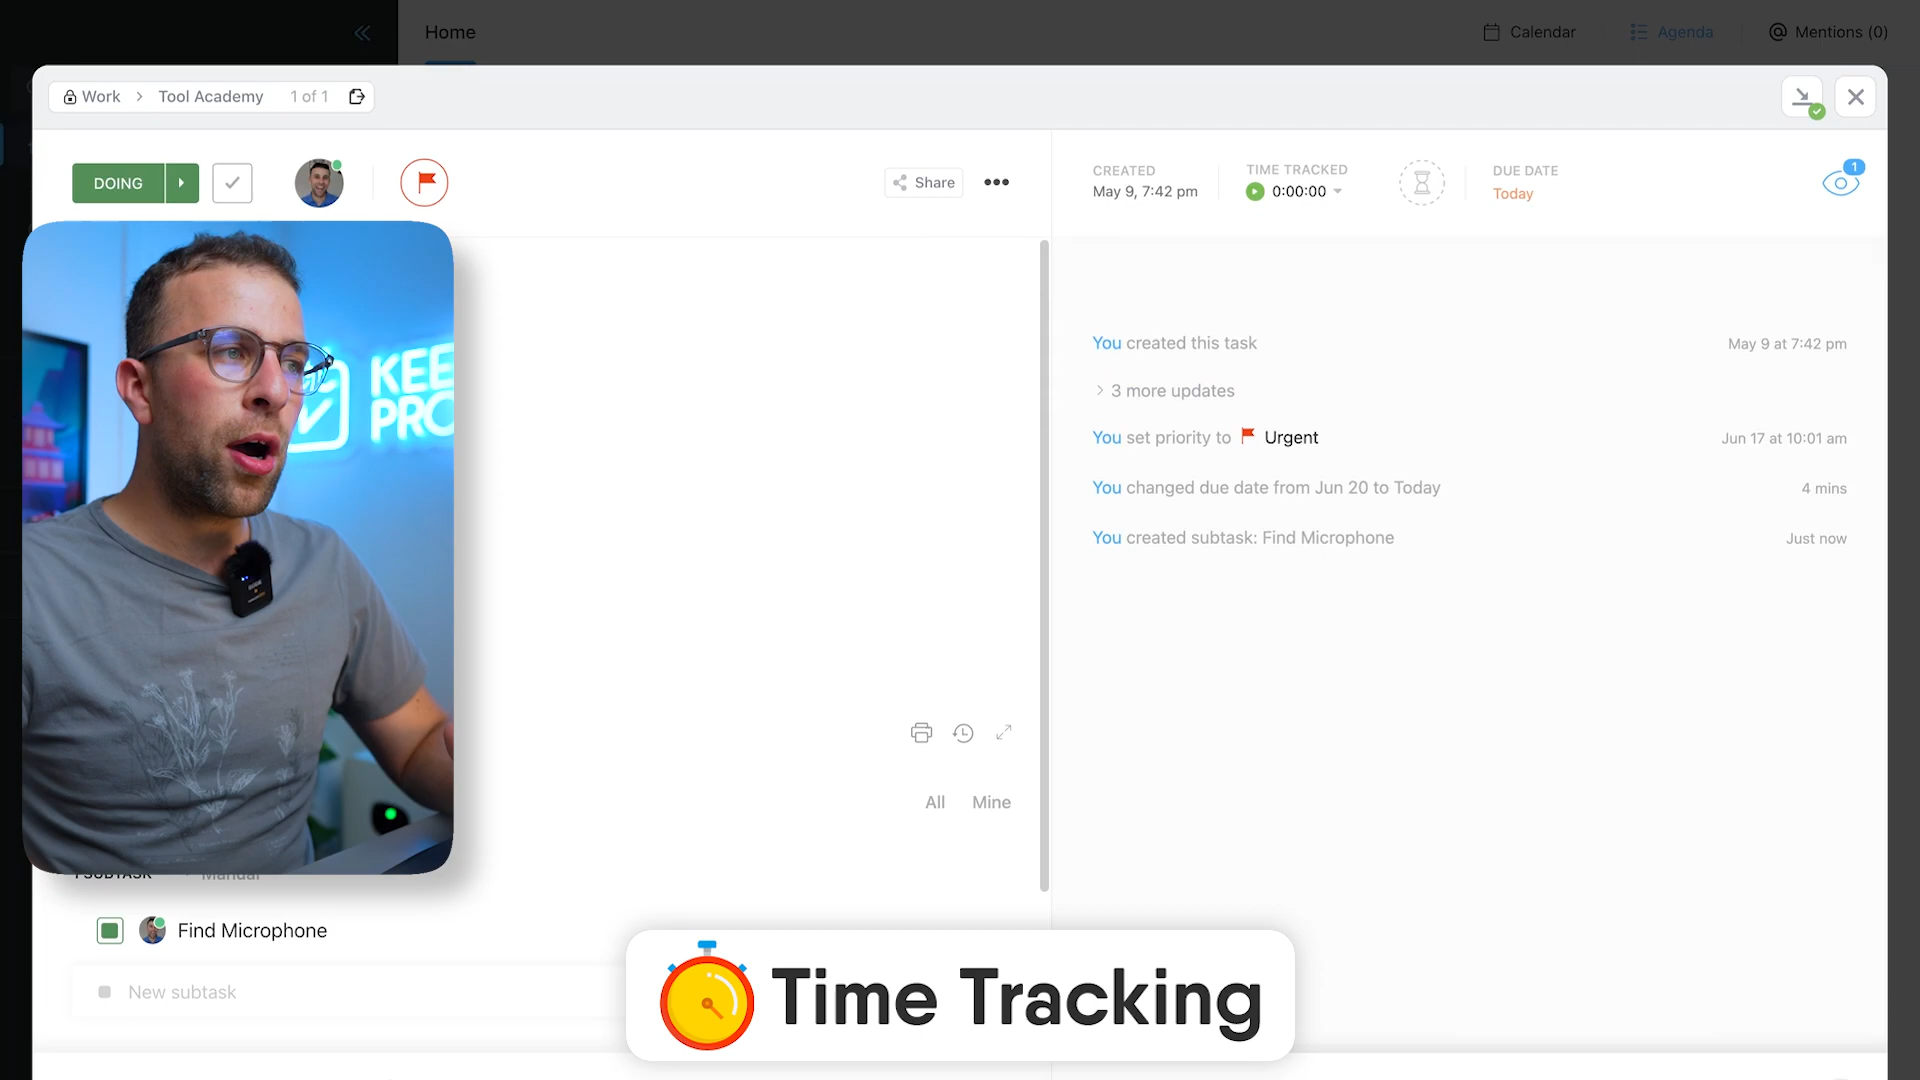 Home
Calendar
Agenda
Mentions (0)
Work > Tool Academy 1 of 1
DOING
Share
CREATED
May 9, 7:42 pm
TIME TRACKED
0:00:00
DUE DATE
Today
1
KEE
PRO
You created this task
May 9 at 7:42 pm
3 more updates
You set priority to Urgent
Jun 17 at 10:01 am
You changed due date from Jun 20 to Today
4 mins
You created subtask: Find Microphone
Just now
All Mine
SUBTASK Manual
Find Microphone
New subtask
Time Tracking